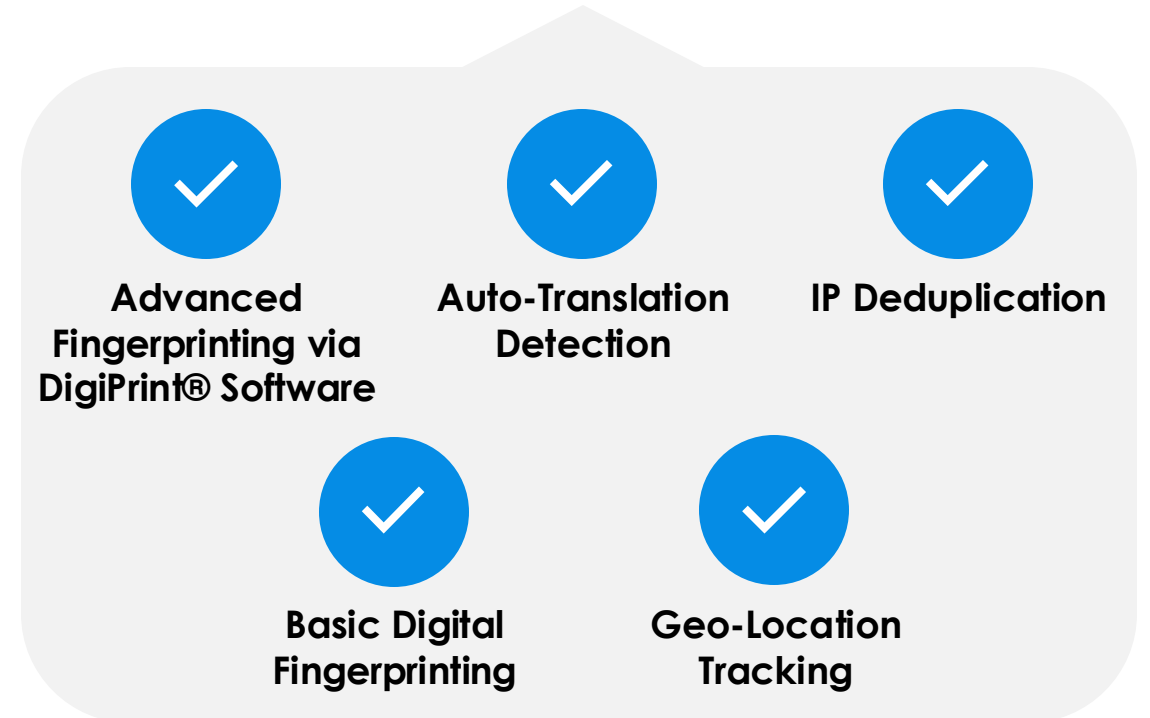 Advanced
Fingerprinting via
DigiPrint® Software
Auto-Translation
Detection
IP Deduplication
Basic Digital
Fingerprinting
Geo-Location
Tracking